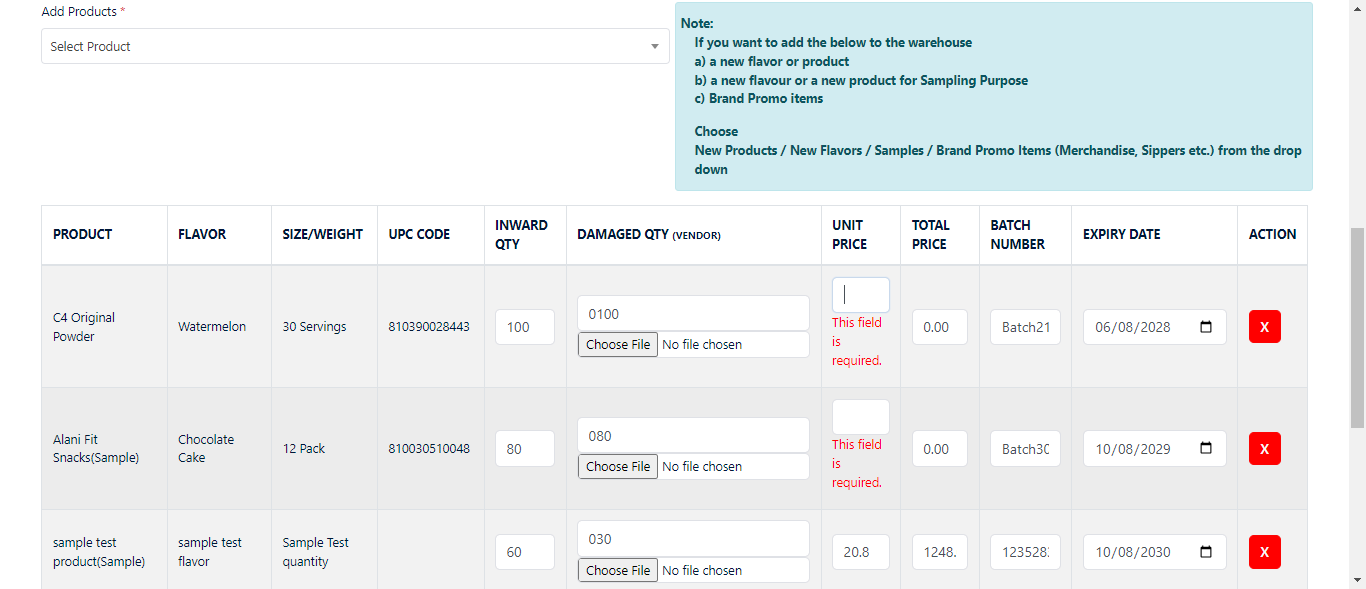 Add Products *
Select Product
Note:
If you want to add the below to the warehouse
a) a new flavor or product
b) a new flavour or a new product for Sampling Purpose
c) Brand Promo items
Choose
New Products / New Flavors / Samples / Brand Promo Items (Merchandise, Sippers etc.) from the drop
down
PRODUCT FLAVOR SIZE/WEIGHT UPC CODE INWARD QTY DAMAGED QTY (VENDOR) UNIT PRICE TOTAL PRICE BATCH NUMBER EXPIRY DATE ACTION
C4 Original Powder Watermelon 30 Servings 810390028443 100 0100 Choose File No file chosen This field is required. 0.00 Batch21 06/08/2028 X
Alani Fit Snacks(Sample) Chocolate Cake 12 Pack 810030510048 80 080 Choose File No file chosen This field is required. 0.00 Batch30 10/08/2029 X
sample test product(Sample) sample test flavor Sample Test quantity 60 030 Choose File No file chosen 20.8 1248. 123528 10/08/2030 X